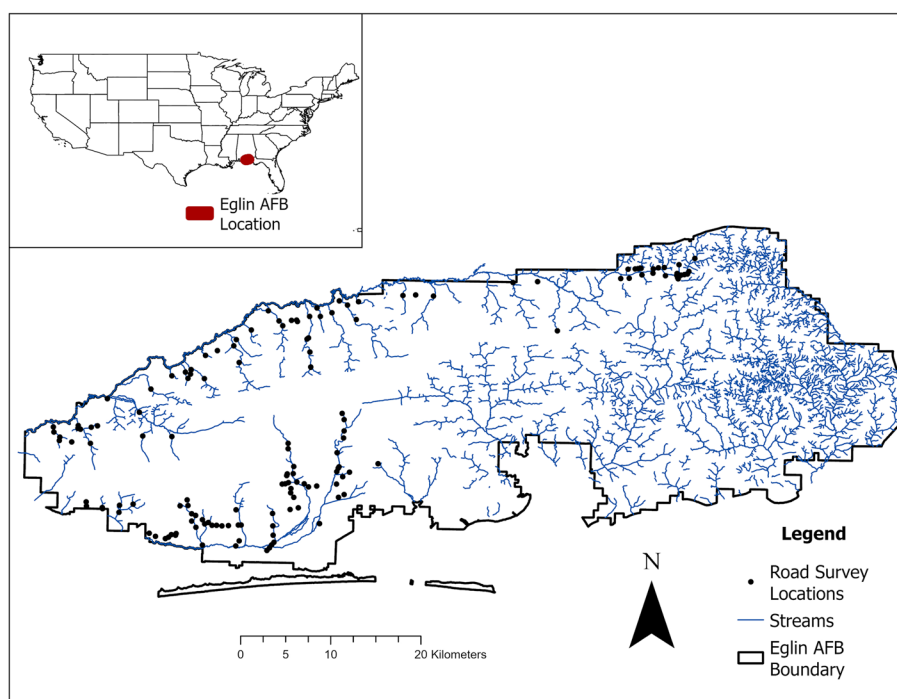 Eglin AFB
Location
Legend
N
Road Survey
Locations
Streams
Eglin AFB
Boundary
0 5 10 20 Kilometers